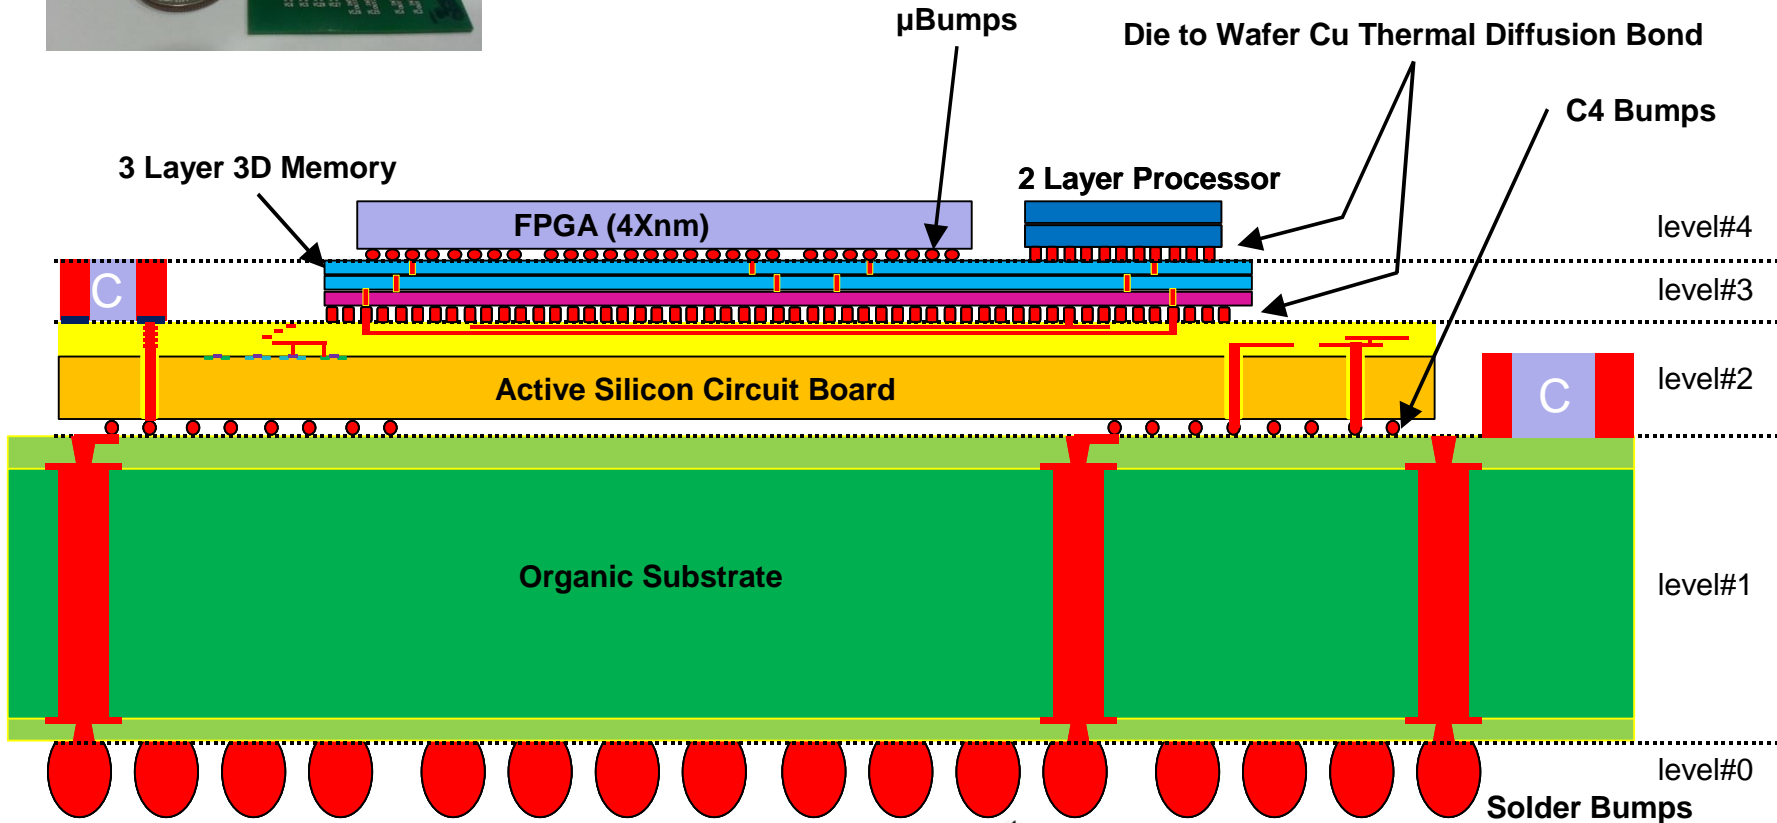 µBumps
Die to Wafer Cu Thermal Diffusion Bond
C4 Bumps
3 Layer 3D Memory
2 Layer Processor
FPGA (4Xnm)
level#4
C
level#3
Active Silicon Circuit Board
C
level#2
Organic Substrate
level#1
level#0
Solder Bumps